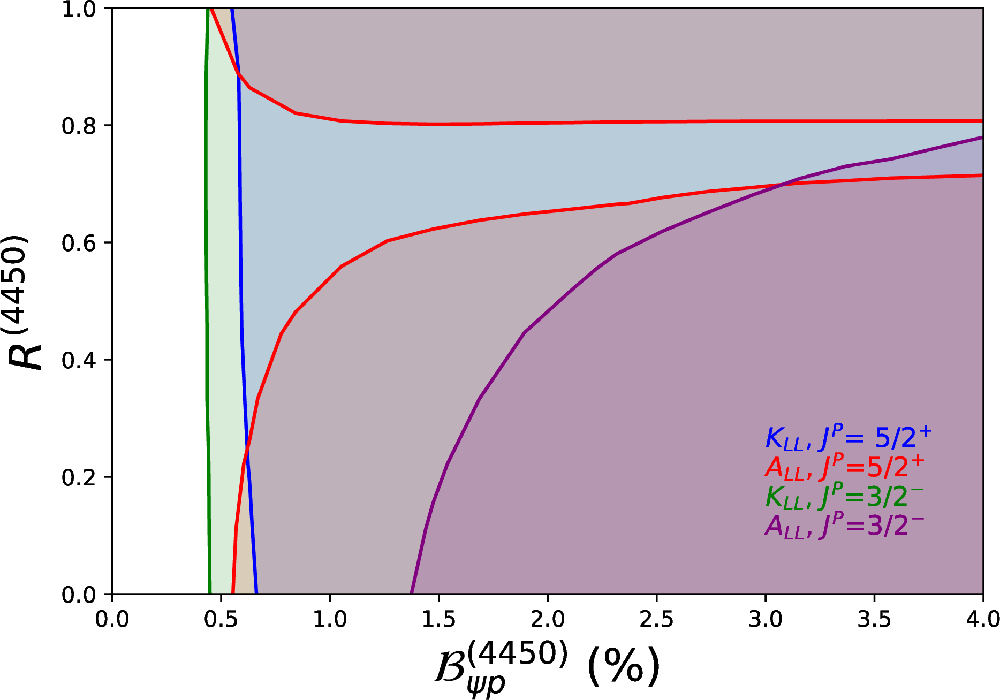 1.0
0.8
0.6
0.4
0.2
0.0
R^(4450)
K_LL, J^P= 5/2^+
A_LL, J^P=5/2^+
K_LL, J^P=3/2^−
A_LL, J^P=3/2^−
0.0 0.5 1.0 1.5 2.0 2.5 3.0 3.5 4.0
ℬ_ψp^(4450) (%)